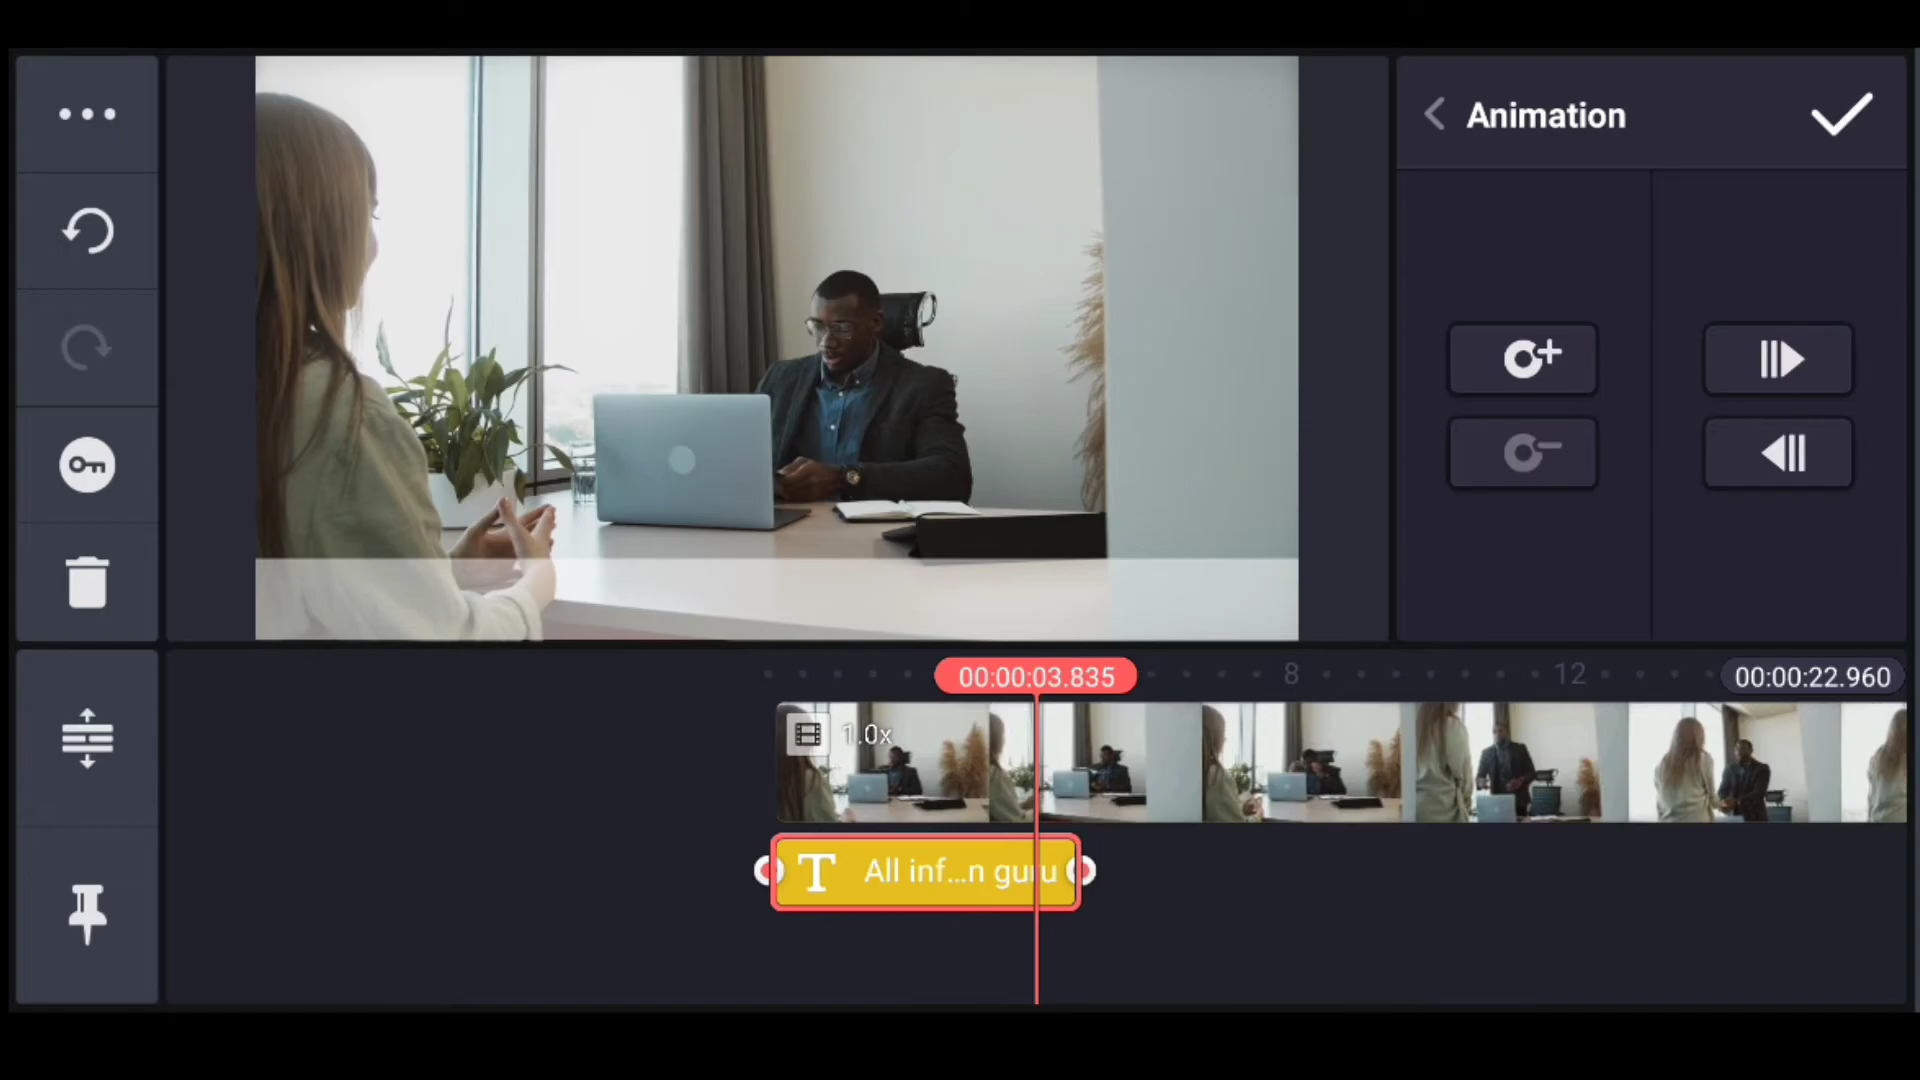 Animation
00:00:03.835
8
12
00:00:22.960
1.0x
T All inf...n guru